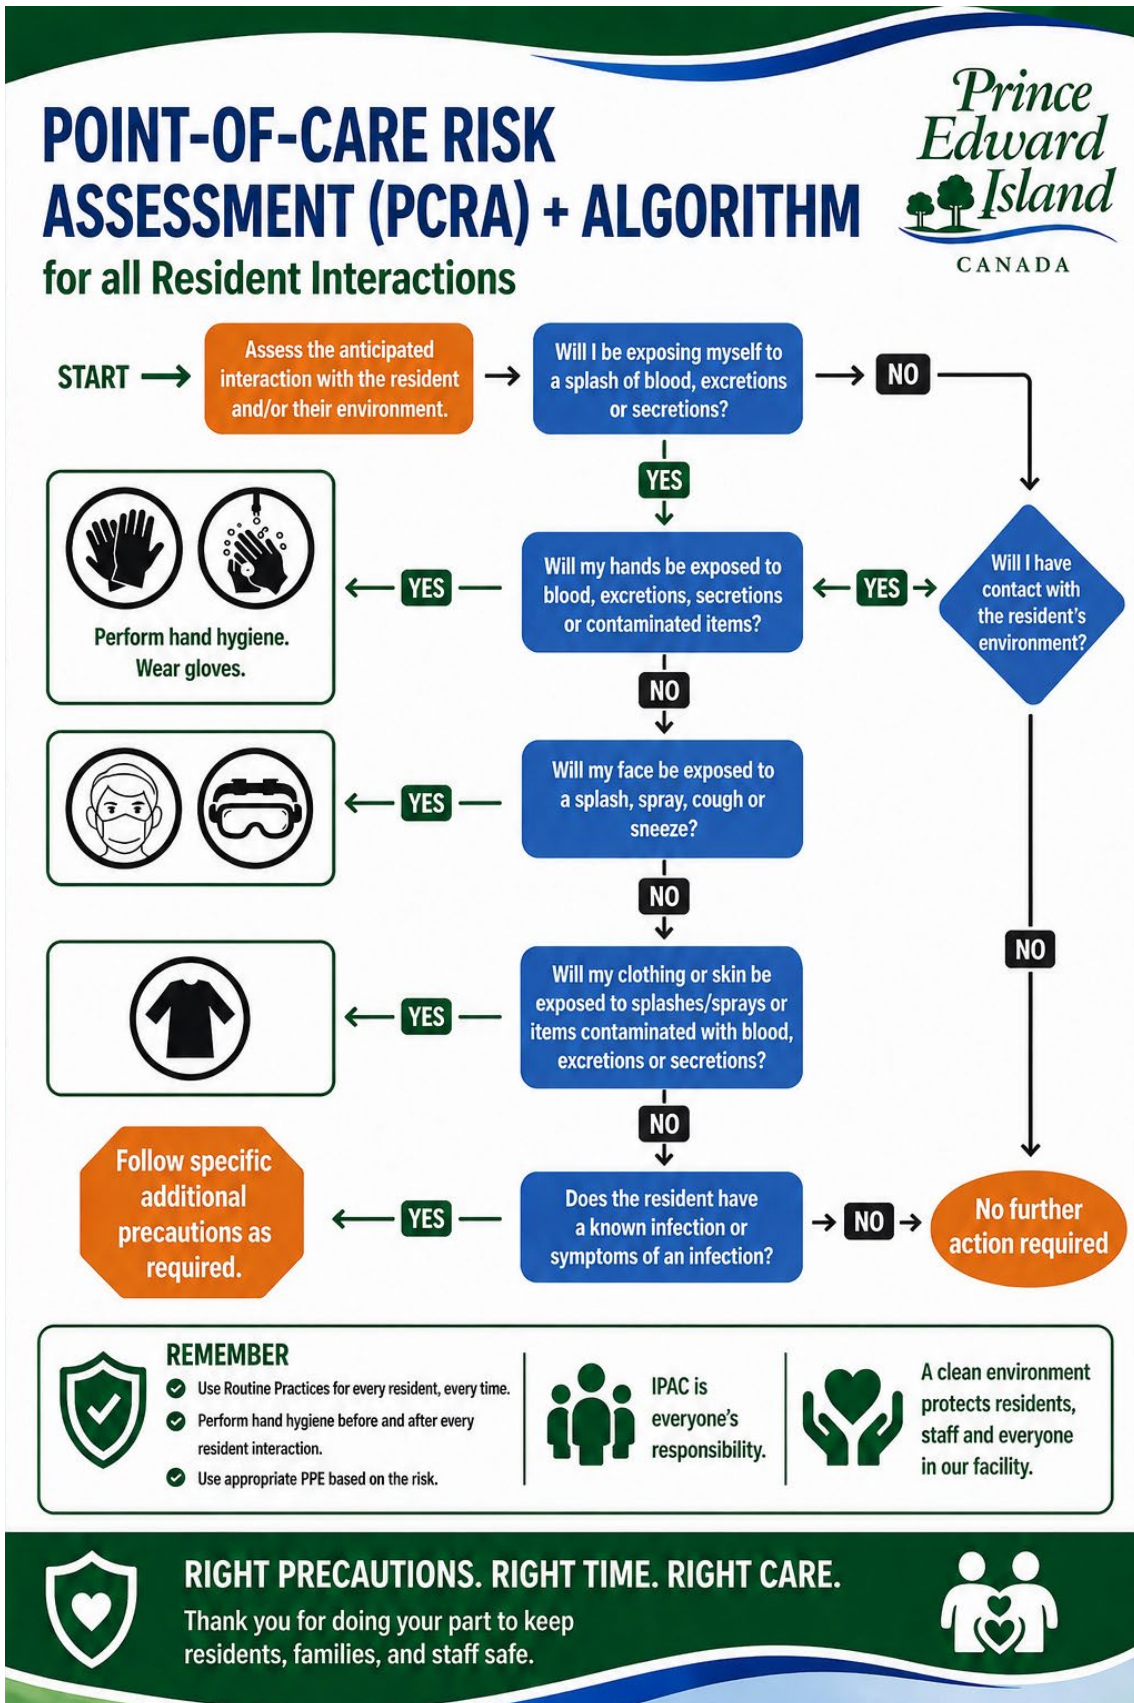 POINT-OF-CARE RISK
ASSESSMENT (PCRA) + ALGORITHM
for all Resident Interactions
Prince
Edward
Island
CANADA
START
Assess the anticipated
interaction with the resident
and/or their environment.
Will I be exposing myself to
a splash of blood, excretions
or secretions?
NO
YES
Perform hand hygiene.
Wear gloves.
YES
Will my hands be exposed to
blood, excretions, secretions
or contaminated items?
YES
Will I have
contact with
the resident's
environment?
NO
YES
Will my face be exposed to
a splash, spray, cough or
sneeze?
NO
NO
YES
Will my clothing or skin be
exposed to splashes/sprays or
items contaminated with blood,
excretions or secretions?
NO
Follow specific
additional
precautions as
required.
YES
Does the resident have
a known infection or
symptoms of an infection?
NO
No further
action required
REMEMBER
Use Routine Practices for every resident, every time.
Perform hand hygiene before and after every
resident interaction.
Use appropriate PPE based on the risk.
IPAC is
everyone's
responsibility.
A clean environment
protects residents,
staff and everyone
in our facility.
RIGHT PRECAUTIONS. RIGHT TIME. RIGHT CARE.
Thank you for doing your part to keep
residents, families, and staff safe.